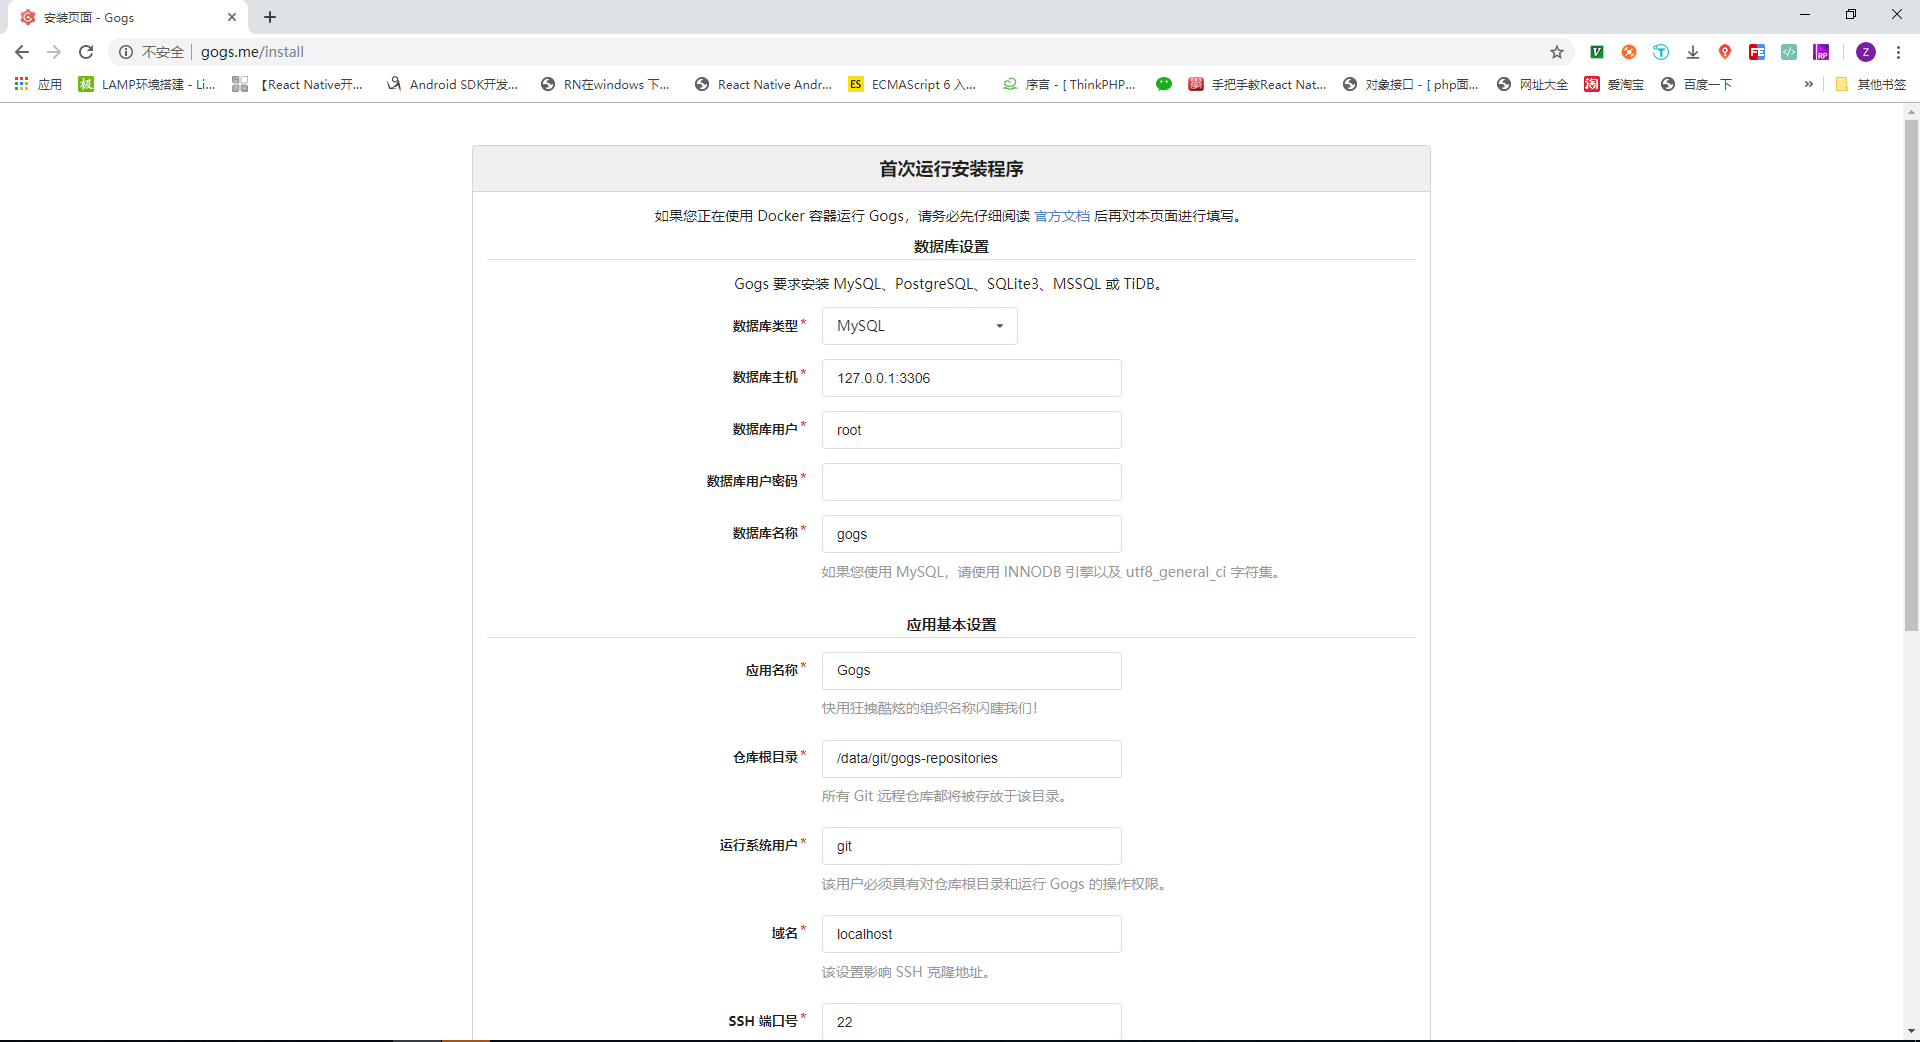 安装页面 - Gogs
不安全 gogs.me/install
应用 LAMP环境搭建 - Li... 【React Native开... Android SDK开发... RN在windows 下... React Native Andr... ES ECMAScript 6 入... 序言 - [ ThinkPHP... 手把手教React Nat... 对象接口 - [ php面... 网址大全 爱淘宝 百度一下 » 其他书签
首次运行安装程序
如果您正在使用 Docker 容器运行 Gogs，请务必先仔细阅读 官方文档 后再对本页面进行填写。
数据库设置
Gogs 要求安装 MySQL、PostgreSQL、SQLite3、MSSQL 或 TiDB。
数据库类型* MySQL
数据库主机* 127.0.0.1:3306
数据库用户* root
数据库用户密码*
数据库名称* gogs
如果您使用 MySQL，请使用 INNODB 引擎以及 utf8_general_ci 字符集。
应用基本设置
应用名称* Gogs
快用狂拽酷炫的组织名称闪瞎我们！
仓库根目录* /data/git/gogs-repositories
所有 Git 远程仓库都将被存放于该目录。
运行系统用户* git
该用户必须具有对仓库根目录和运行 Gogs 的操作权限。
域名* localhost
该设置影响 SSH 克隆地址。
SSH 端口号* 22